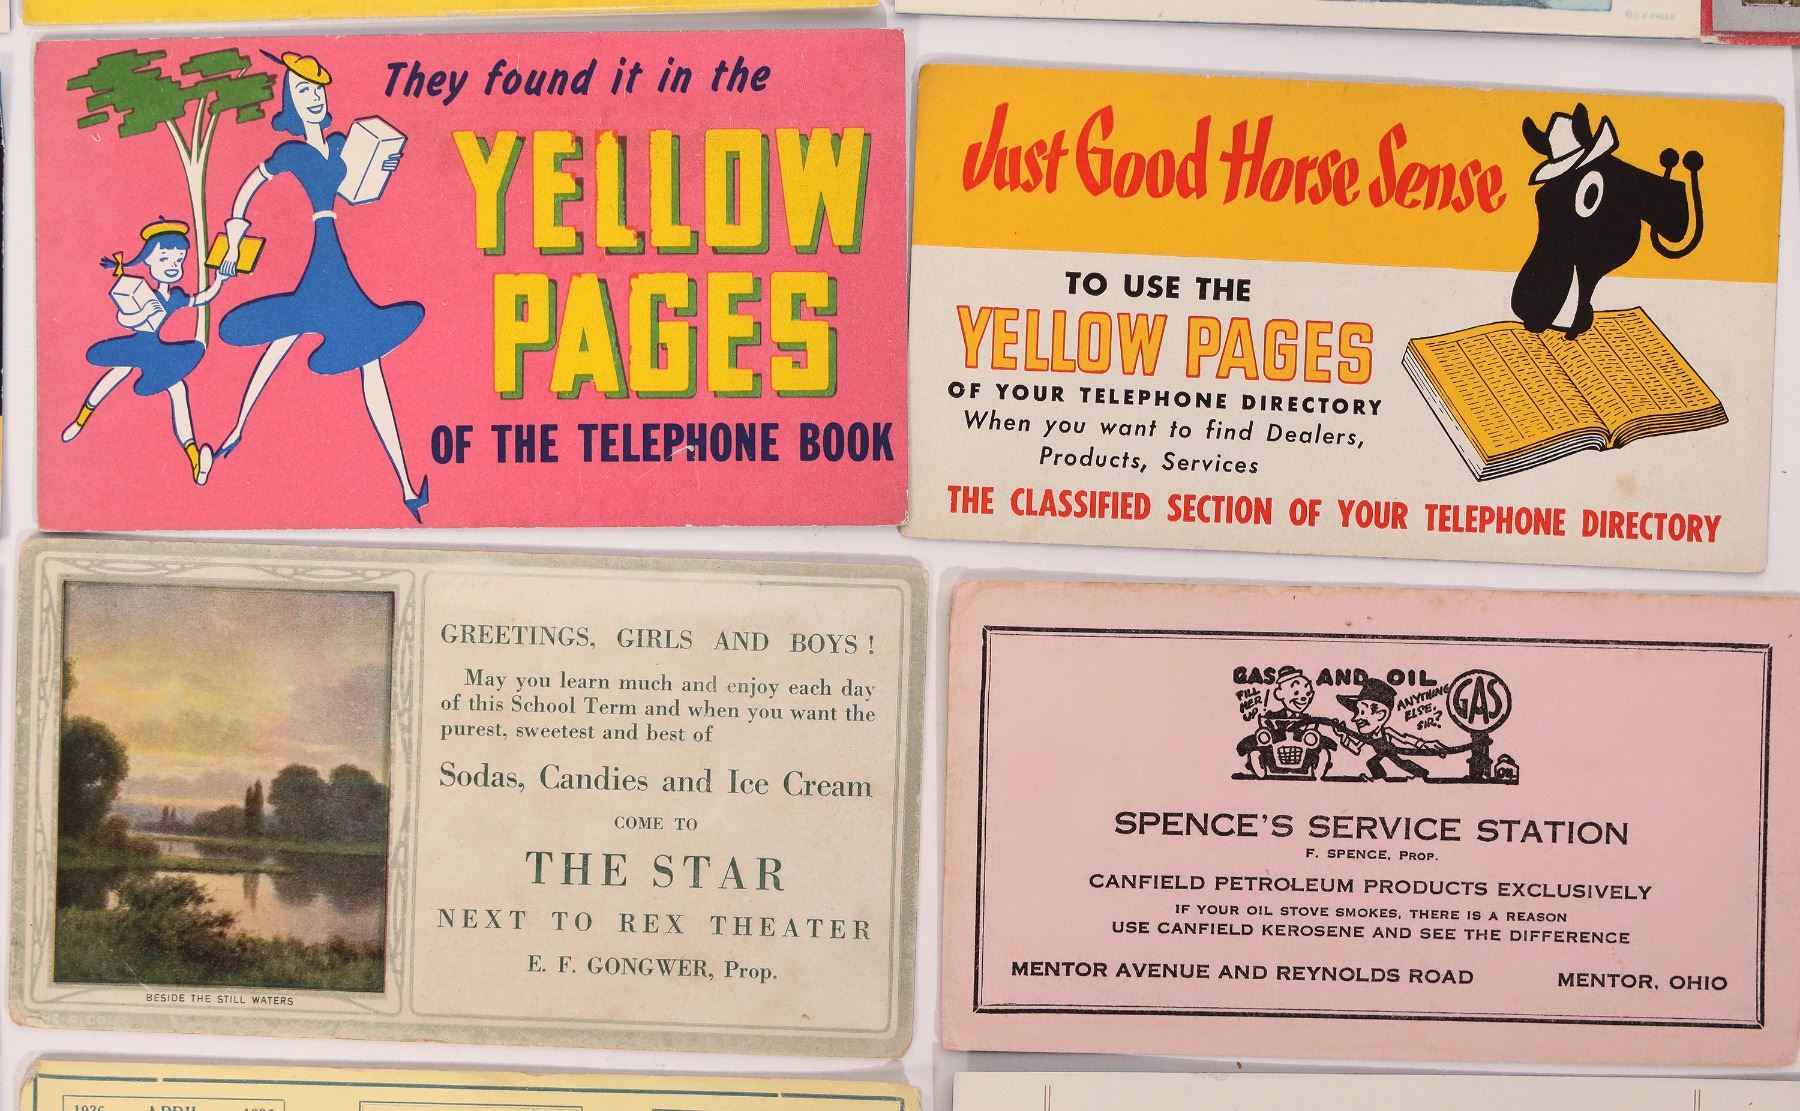 © C E FALLS
They found it in the
YELLOW
PAGES
OF THE TELEPHONE BOOK
Just Good Horse Sense
TO USE THE
YELLOW PAGES
OF YOUR TELEPHONE DIRECTORY
When you want to find Dealers,
Products, Services
THE CLASSIFIED SECTION OF YOUR TELEPHONE DIRECTORY
BESIDE THE STILL WATERS
GREETINGS, GIRLS AND BOYS!
May you learn much and enjoy each day
of this School Term and when you want the
purest, sweetest and best of
Sodas, Candies and Ice Cream
COME TO
THE STAR
NEXT TO REX THEATER
E. F. GONGWER, Prop.
GAS AND OIL
FILL
HER
UP!
ANYTHING
ELSE,
SIR?
GAS
OIL
SPENCE'S SERVICE STATION
F. SPENCE, PROP.
CANFIELD PETROLEUM PRODUCTS EXCLUSIVELY
IF YOUR OIL STOVE SMOKES, THERE IS A REASON
USE CANFIELD KEROSENE AND SEE THE DIFFERENCE
MENTOR AVENUE AND REYNOLDS ROAD MENTOR, OHIO
1936 APRIL 1936